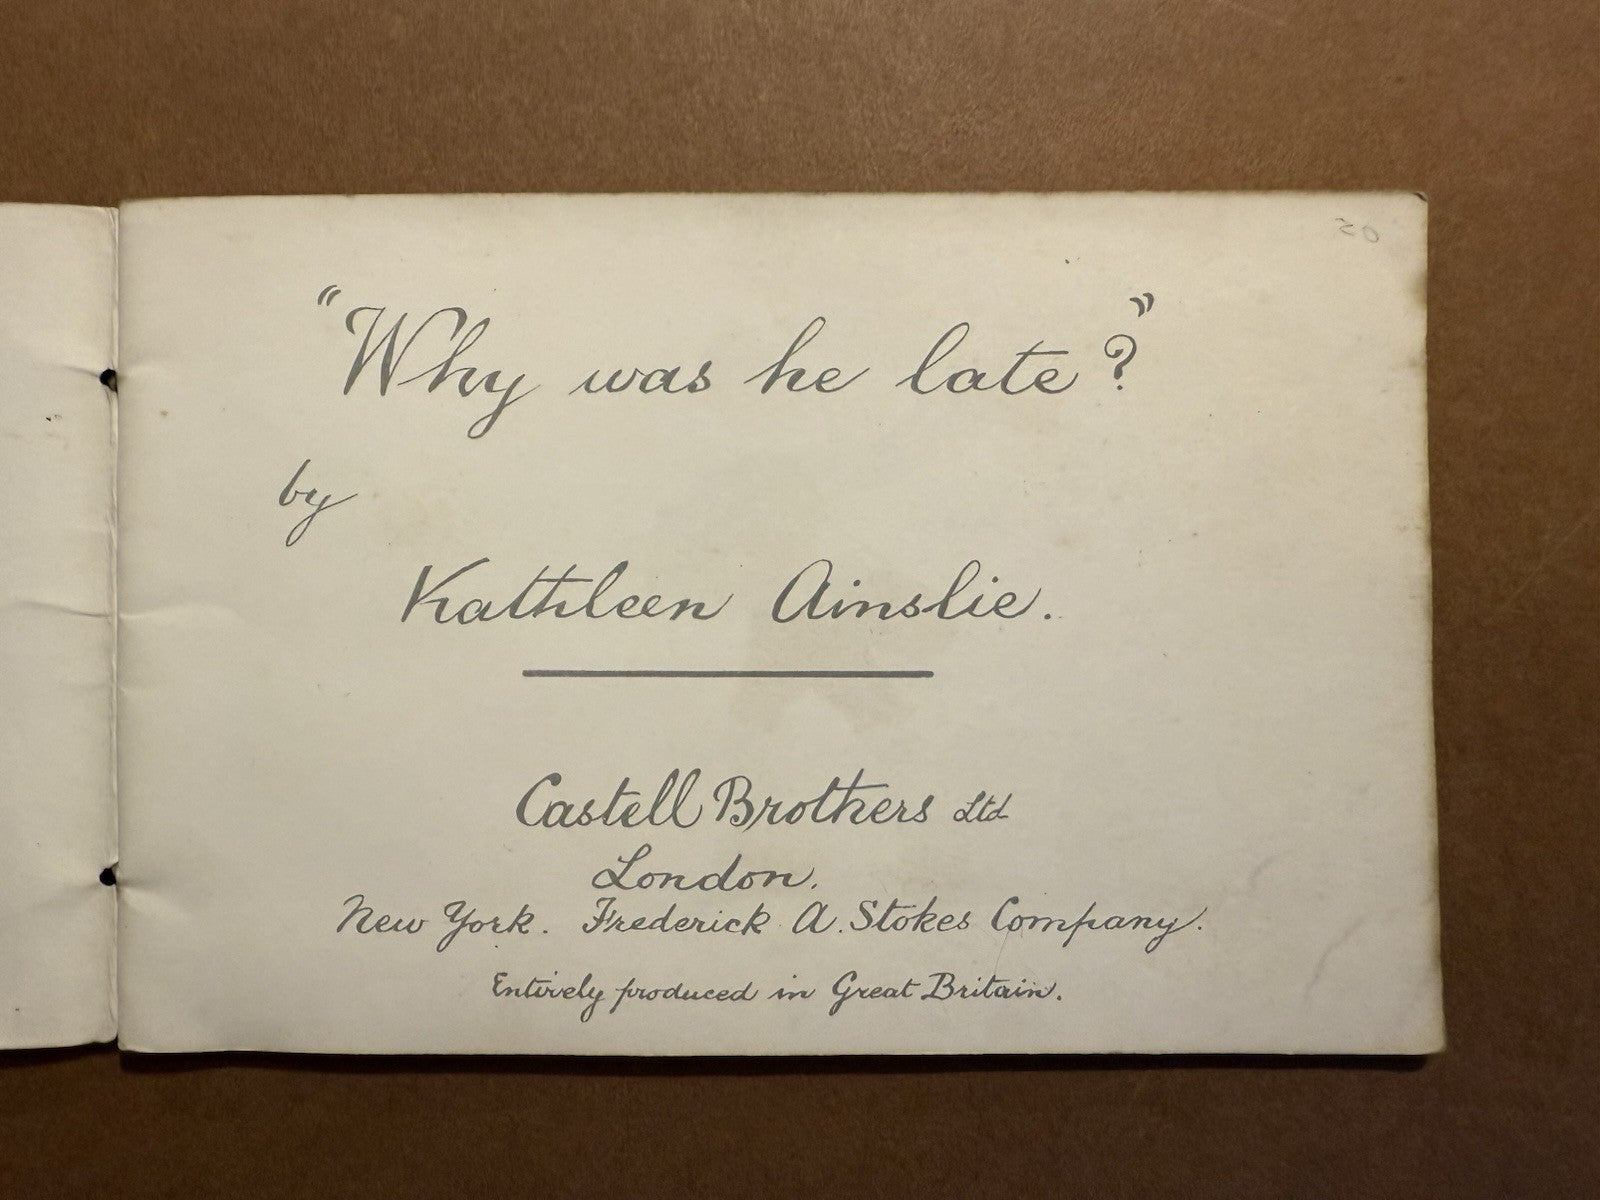 20
"Why was he late?"
by
Kathleen Ainslie.
Castell Brothers Ltd
London.
New York. Frederick A. Stokes Company.
Entirely produced in Great Britain.